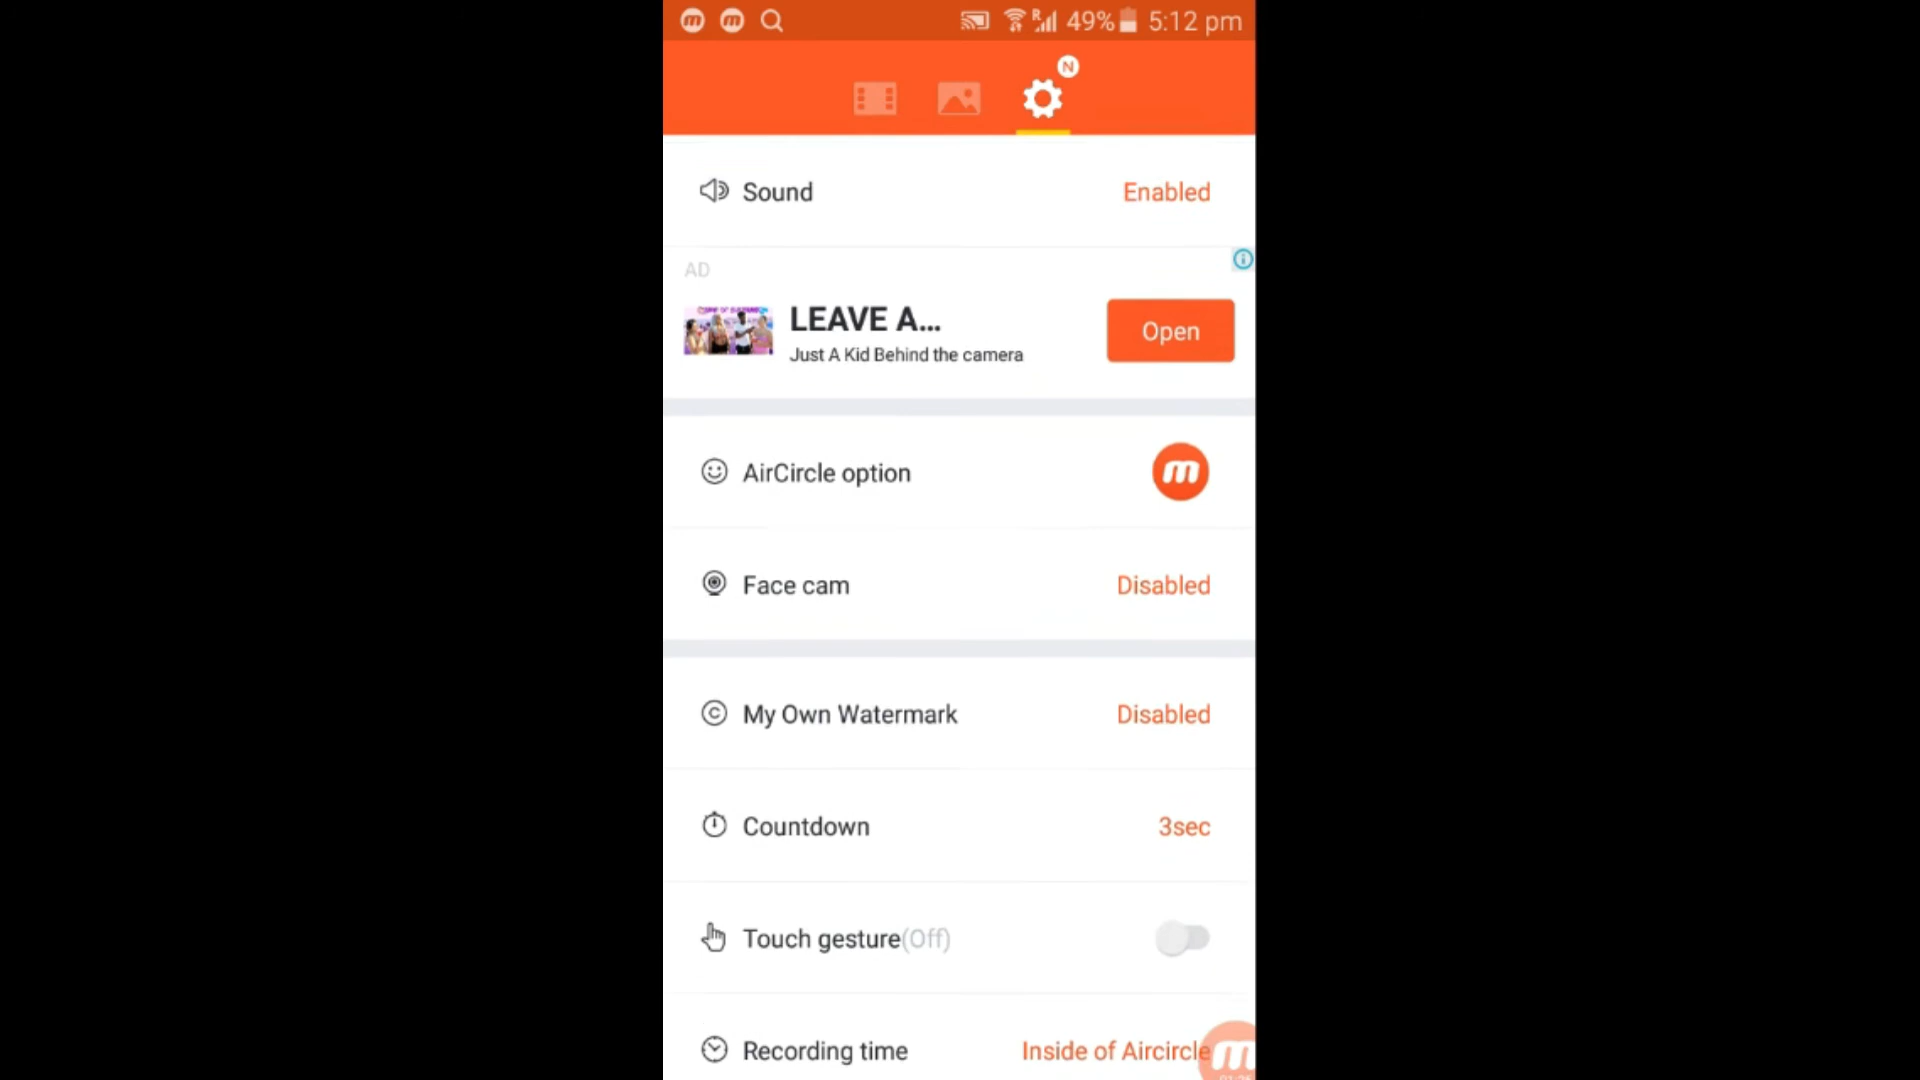 49% 5:12 pm
N
Sound Enabled
AD
LEAVE A...
Just A Kid Behind the camera
Open
AirCircle option
Face cam Disabled
My Own Watermark Disabled
Countdown 3sec
Touch gesture(Off)
Recording time Inside of Aircircle